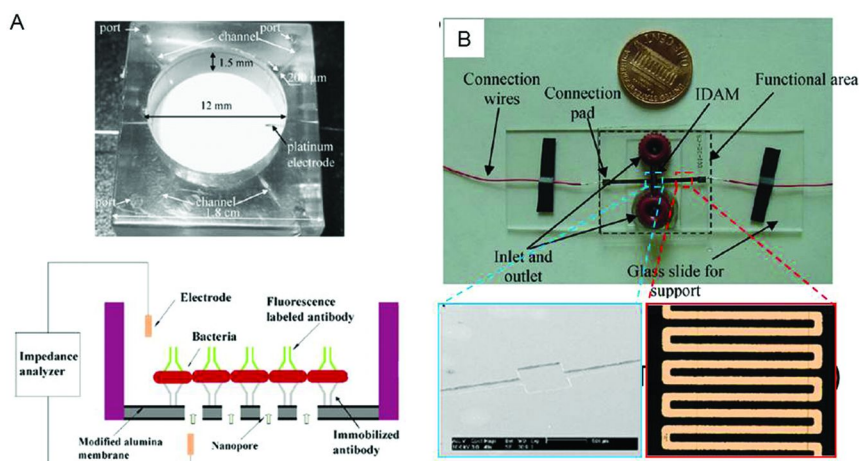 A
port
channel
port
1.5 mm
200 μm
12 mm
platinum
electrode
port
channel
port
1.8 cm
Electrode
Fluorescence
labeled antibody
Bacteria
Impedance
analyzer
Modified alumina
membrane
Nanopore
Immobilized
antibody
B
Connection
wires
Connection
pad
IDAM
Functional area
Inlet and
outlet
Glass slide for
support